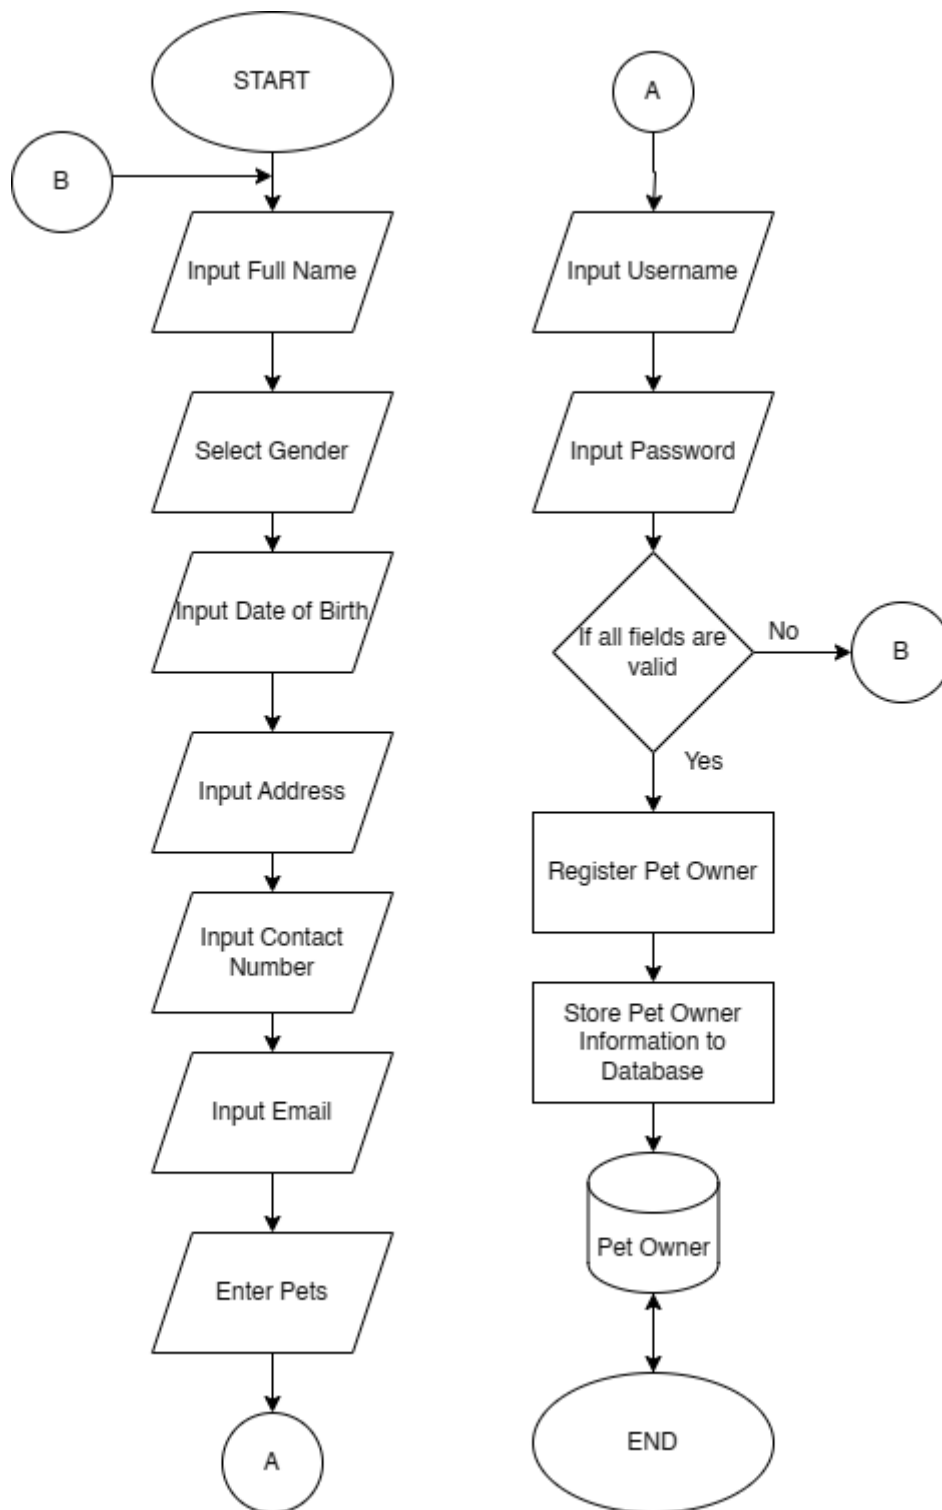 START
B
Input Full Name
Select Gender
Input Date of Birth
Input Address
Input Contact
Number
Input Email
Enter Pets
A
A
Input Username
Input Password
If all fields are
valid
No
B
Yes
Register Pet Owner
Store Pet Owner
Information to
Database
Pet Owner
END